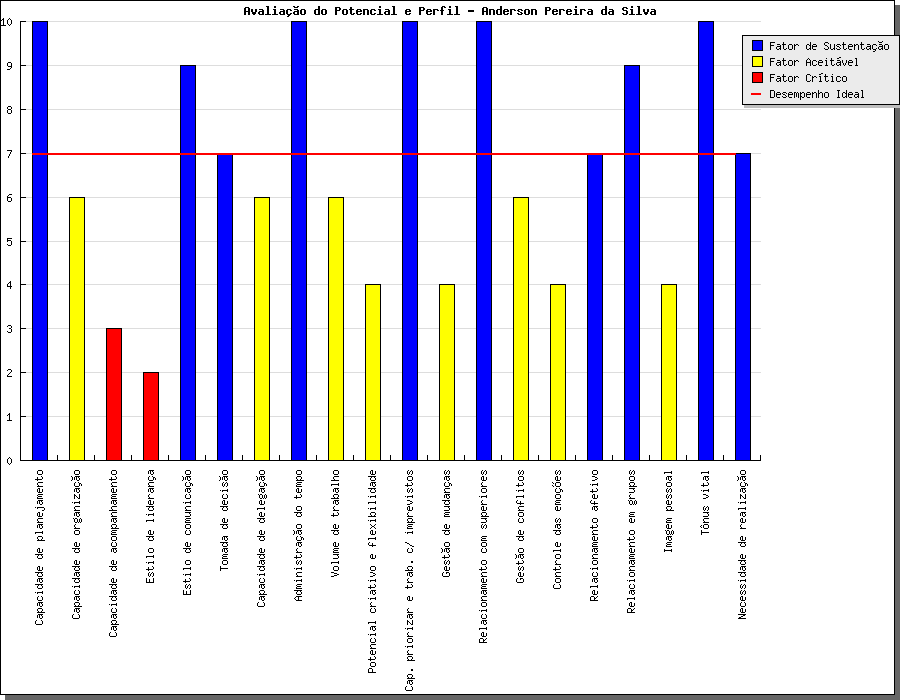 Avaliação do Potencial e Perfil - Anderson Pereira da Silva
Fator de Sustentação
Fator Aceitável
Fator Crítico
Desempenho Ideal
10
9
8
7
6
5
4
3
2
1
0
Capacidade de planejamento
Capacidade de organização
Capacidade de acompanhamento
Estilo de liderança
Estilo de comunicação
Tomada de decisão
Capacidade de delegação
Administração do tempo
Volume de trabalho
Potencial criativo e flexibilidade
Cap. priorizar e trab. c/ imprevistos
Gestão de mudanças
Relacionamento com superiores
Gestão de conflitos
Controle das emoções
Relacionamento afetivo
Relacionamento em grupos
Imagem pessoal
Tônus vital
Necessidade de realização